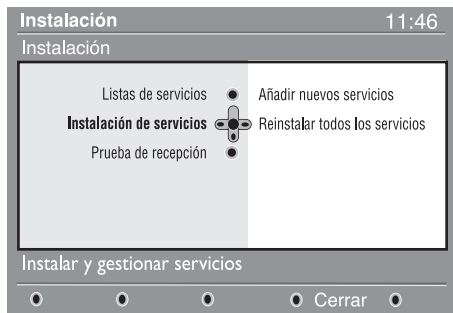 Instalación 11:46
Instalación
Listas de servicios Añadir nuevos servicios
Instalación de servicios Reinstalar todos los servicios
Prueba de recepción
Instalar y gestionar servicios
Cerrar